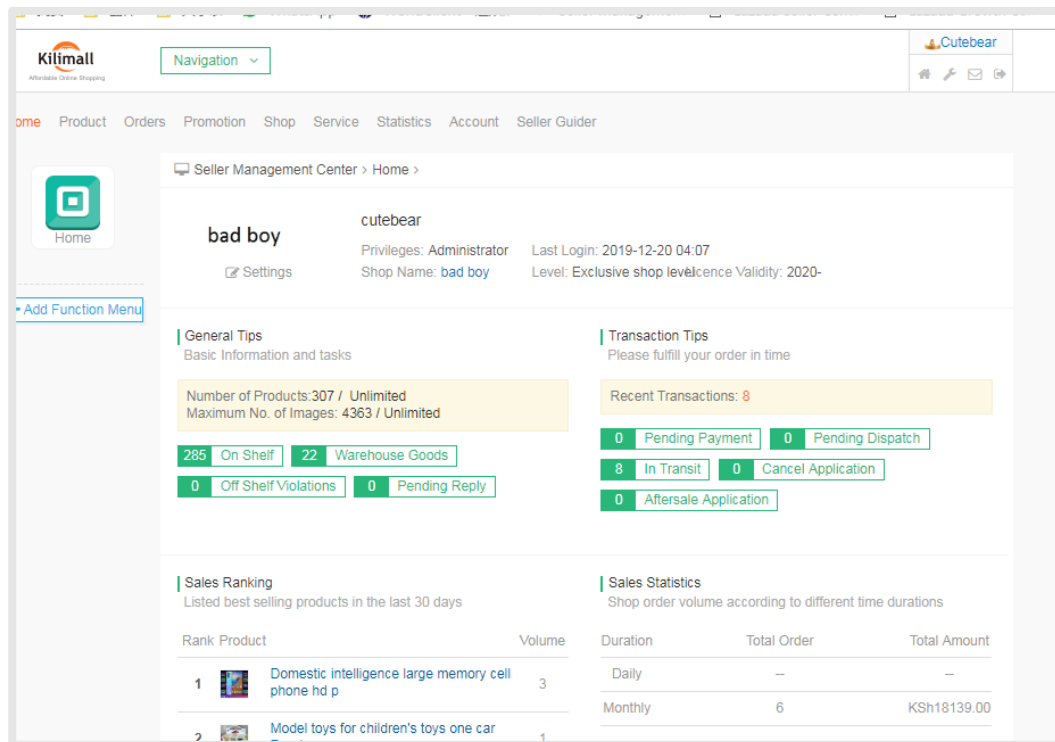 Kilimall
Affordable Online Shopping
Navigation
Cutebear
ome Product Orders Promotion Shop Service Statistics Account Seller Guider
Home
Add Function Menu
Seller Management Center > Home >
bad boy
Settings
cutebear
Privileges: Administrator Last Login: 2019-12-20 04:07
Shop Name: bad boy Level: Exclusive shop level Licence Validity: 2020-
General Tips
Basic Information and tasks
Number of Products:307 / Unlimited
Maximum No. of Images: 4363 / Unlimited
285 On Shelf 22 Warehouse Goods
0 Off Shelf Violations 0 Pending Reply
Transaction Tips
Please fulfill your order in time
Recent Transactions: 8
0 Pending Payment 0 Pending Dispatch
8 In Transit 0 Cancel Application
0 Aftersale Application
Sales Ranking
Listed best selling products in the last 30 days
Rank Product Volume
1 Domestic intelligence large memory cell 3
phone hd p
2 Model toys for children's toys one car 1
Sales Statistics
Shop order volume according to different time durations
Duration Total Order Total Amount
Daily -- --
Monthly 6 KSh18139.00